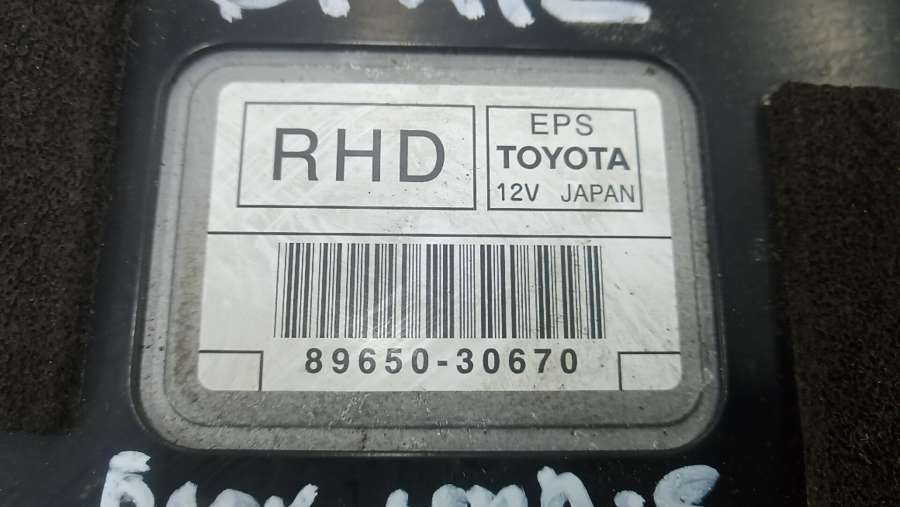 RHD
EPS
TOYOTA
12V JAPAN
89650-30670